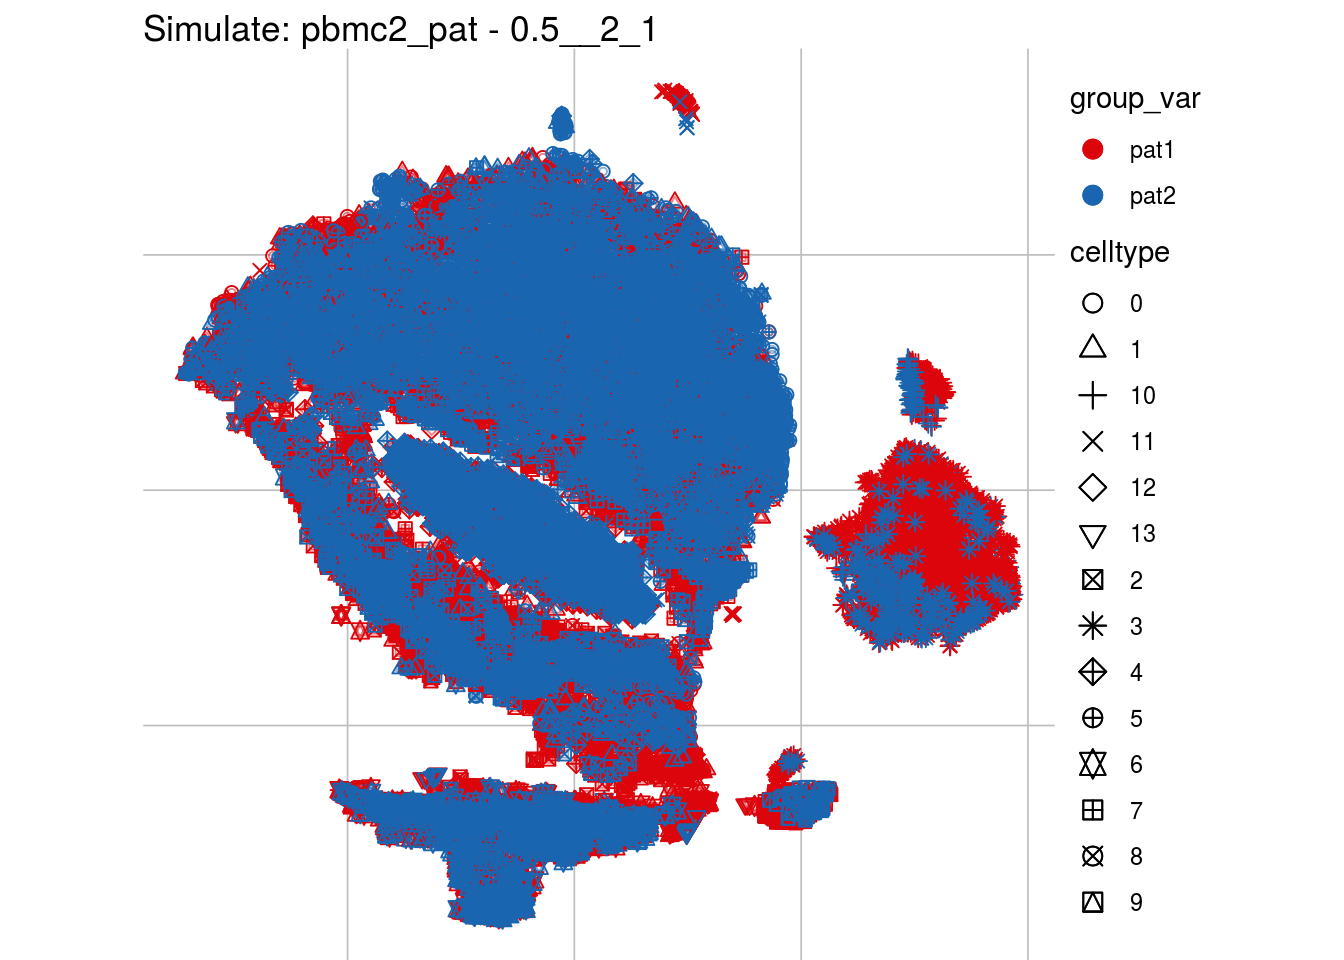 Simulate: pbmc2_pat - 0.5__2_1
group_var
pat1
pat2
celltype
0
1
10
11
12
13
2
3
4
5
6
7
8
9